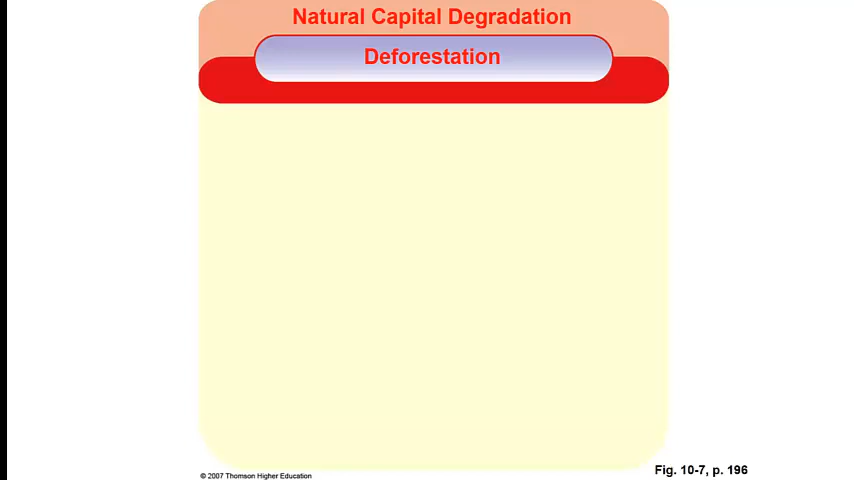 Natural Capital Degradation
Deforestation
© 2007 Thomson Higher Education
Fig. 10-7, p. 196